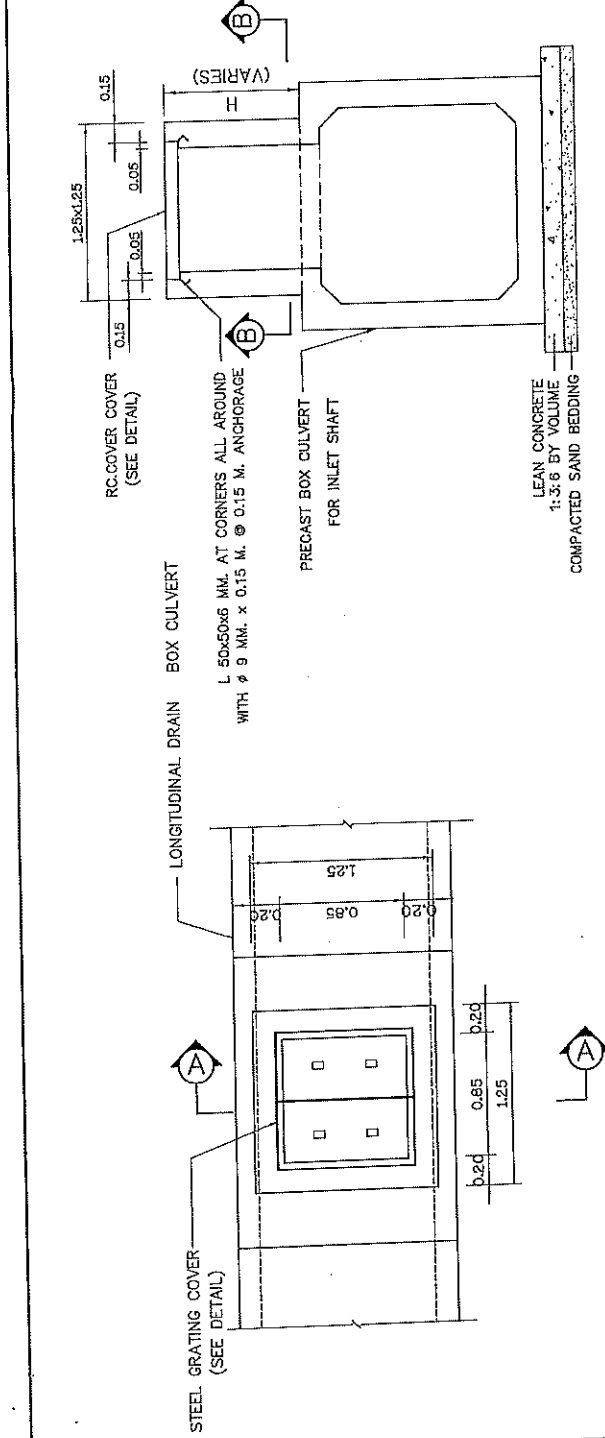 STEEL GRATING COVER
(SEE DETAIL)
LONGITUDINAL DRAIN BOX CULVERT
A
0.20
0.85
0.20
1.25
0.20
0.85
0.20
1.25
A
RC.COVER COVER
(SEE DETAIL)
1.25x1.25
0.15
0.15
0.05
0.05
H
(VARIES)
B
B
L 50x50x6 MM. AT CORNERS ALL AROUND
WITH ϕ 9 MM. x 0.15 M. @ 0.15 M. ANCHORAGE
PRECAST BOX CULVERT
FOR INLET SHAFT
LEAN CONCRETE
1:3:6 BY VOLUME
COMPACTED SAND BEDDING